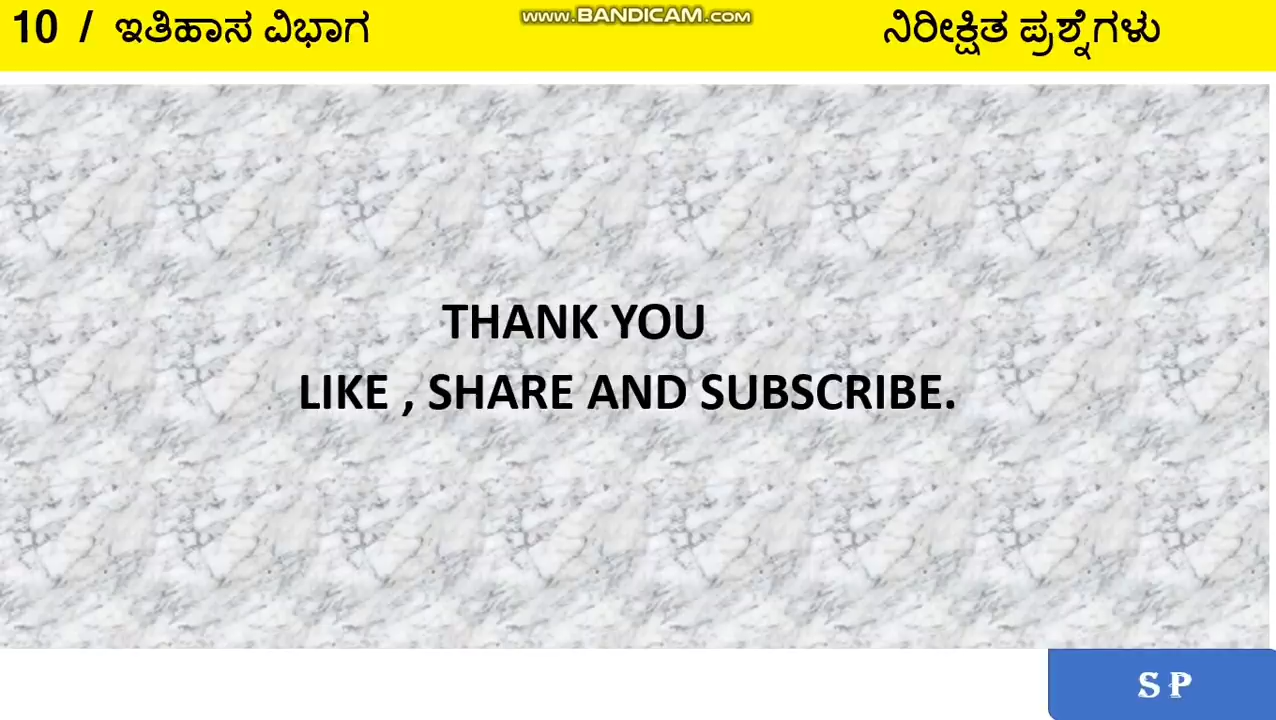 10 / ಇತಿಹಾಸ ವಿಭಾಗ
www.BANDICAM.com
ನಿರೀಕ್ಷಿತ ಪ್ರಶ್ನೆಗಳು
THANK YOU
LIKE , SHARE AND SUBSCRIBE.
S P